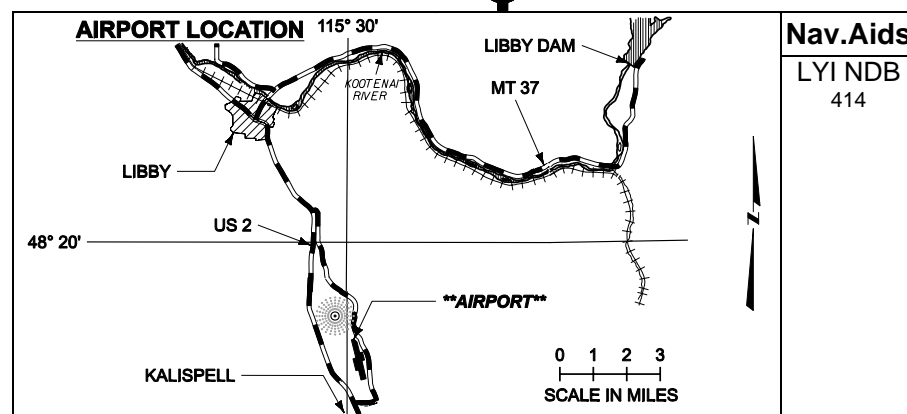 AIRPORT LOCATION
115° 30'
LIBBY DAM
Nav.Aids
LYI NDB
414
KOOTENAI
RIVER
MT 37
LIBBY
US 2
48° 20'
N
**AIRPORT**
KALISPELL
0 1 2 3
SCALE IN MILES